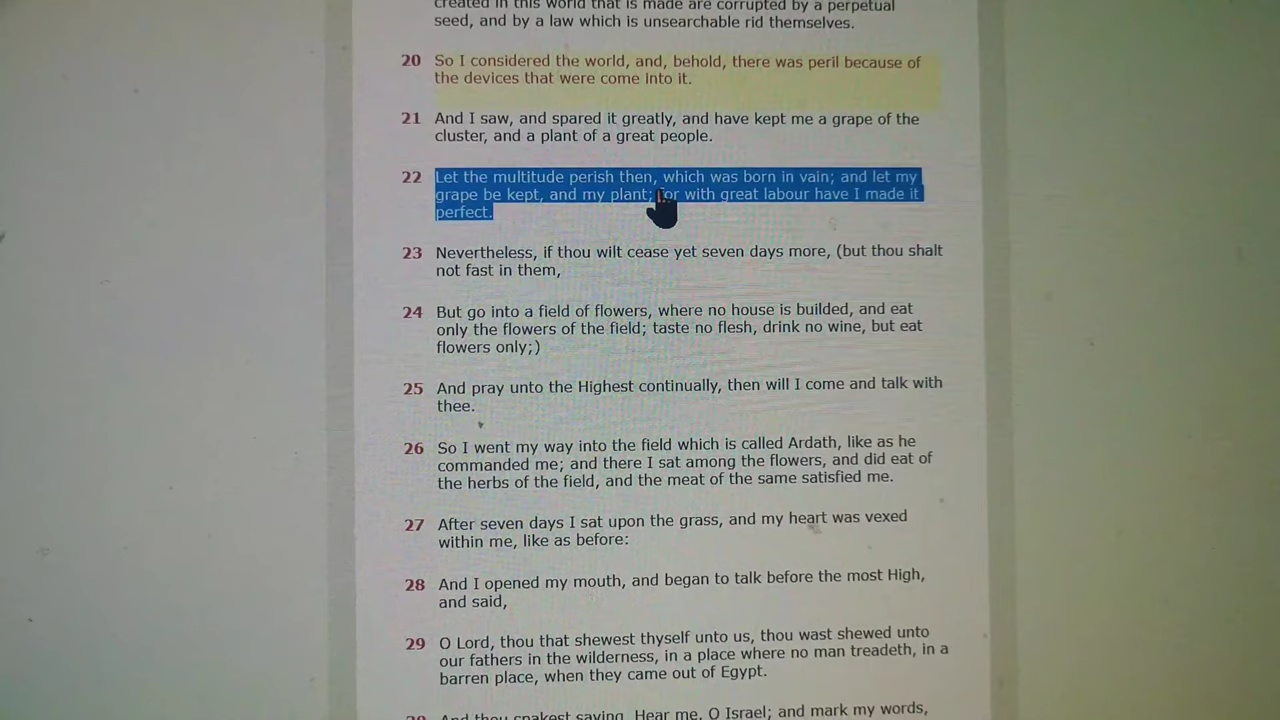 created in this world that is made are corrupted by a perpetual
seed, and by a law which is unsearchable rid themselves.
20 So I considered the world, and, behold, there was peril because of
the devices that were come into it.
21 And I saw, and spared it greatly, and have kept me a grape of the
cluster, and a plant of a great people.
22 Let the multitude perish then, which was born in vain; and let my
grape be kept, and my plant; for with great labour have I made it
perfect.
23 Nevertheless, if thou wilt cease yet seven days more, (but thou shalt
not fast in them,
24 But go into a field of flowers, where no house is builded, and eat
only the flowers of the field; taste no flesh, drink no wine, but eat
flowers only;)
25 And pray unto the Highest continually, then will I come and talk with
thee.
26 So I went my way into the field which is called Ardath, like as he
commanded me; and there I sat among the flowers, and did eat of
the herbs of the field, and the meat of the same satisfied me.
27 After seven days I sat upon the grass, and my heart was vexed
within me, like as before:
28 And I opened my mouth, and began to talk before the most High,
and said,
29 O Lord, thou that shewest thyself unto us, thou wast shewed unto
our fathers in the wilderness, in a place where no man treadeth, in a
barren place, when they came out of Egypt.
And thou spakest saying, Hear me, O Israel; and mark my words,